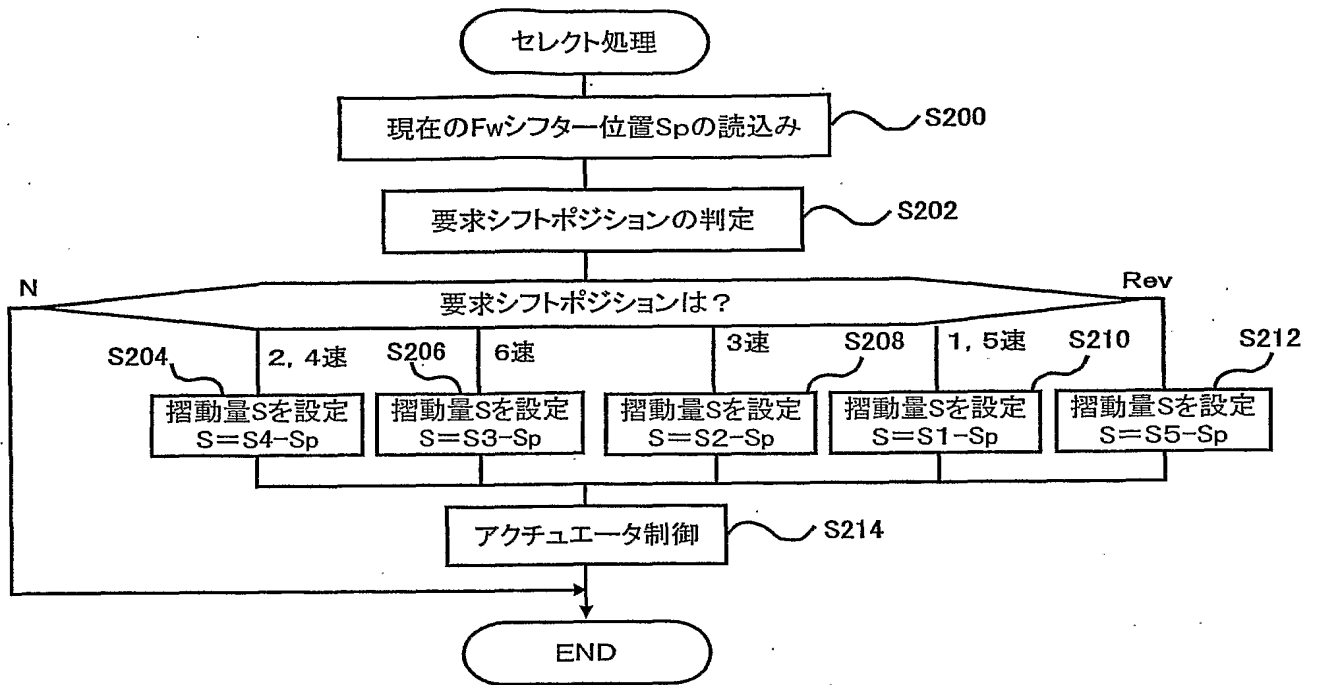 セレクト処理
現在のFwシフター位置Spの読込み
S200
要求シフトポジションの判定
S202
N
要求シフトポジションは?
Rev
S204
2, 4速
S206
6速
3速
S208
1, 5速
S210
S212
摺動量Sを設定
S=S4-Sp
摺動量Sを設定
S=S3-Sp
摺動量Sを設定
S=S2-Sp
摺動量Sを設定
S=S1-Sp
摺動量Sを設定
S=S5-Sp
アクチュエータ制御
S214
END